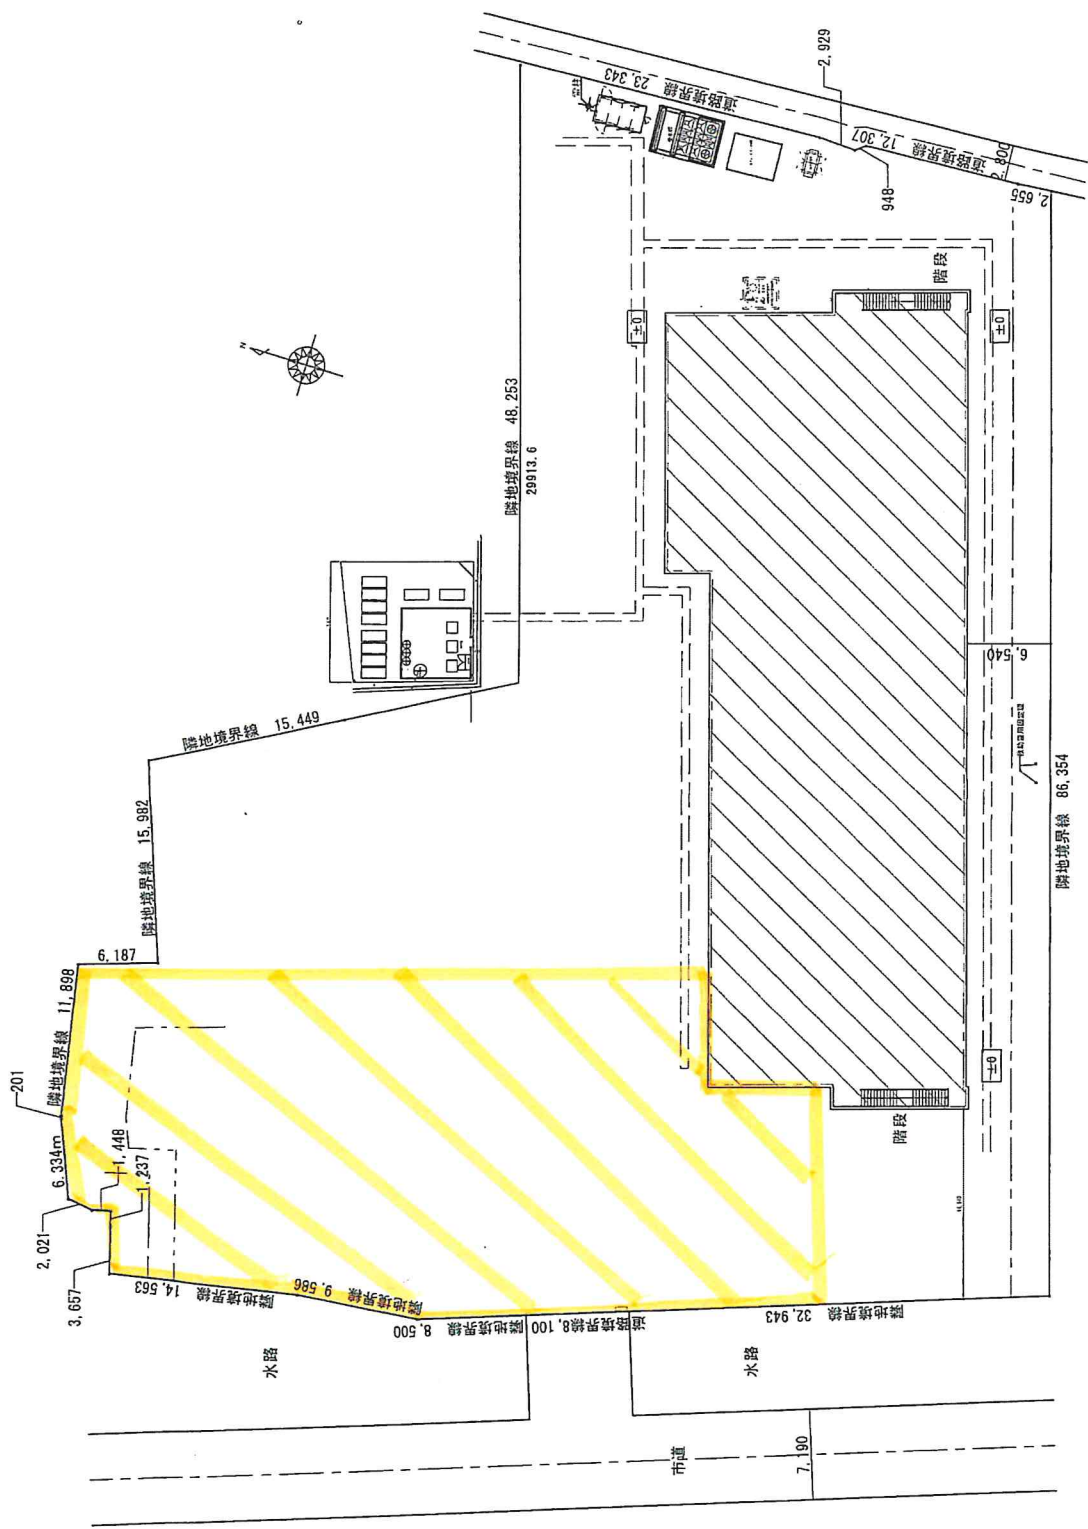 2,929
道路境界線 23,343
道路境界線 12,307
2,800
948
2,655
N
階段
±0
±0
隣地境界線 48,253
29913.6
隣地境界線 15,449
6,540
隣地境界線 15,982
隣地境界線 86,354
6,187
隣地境界線 11,898
201
6.334m
1,448
1,237
2,021
3,657
隣地境界線 14,563
隣地境界線 9,586
隣地境界線 8,500
道路境界線8,100
隣地境界線 32,943
階段
±0
水路
水路
市道
7,190